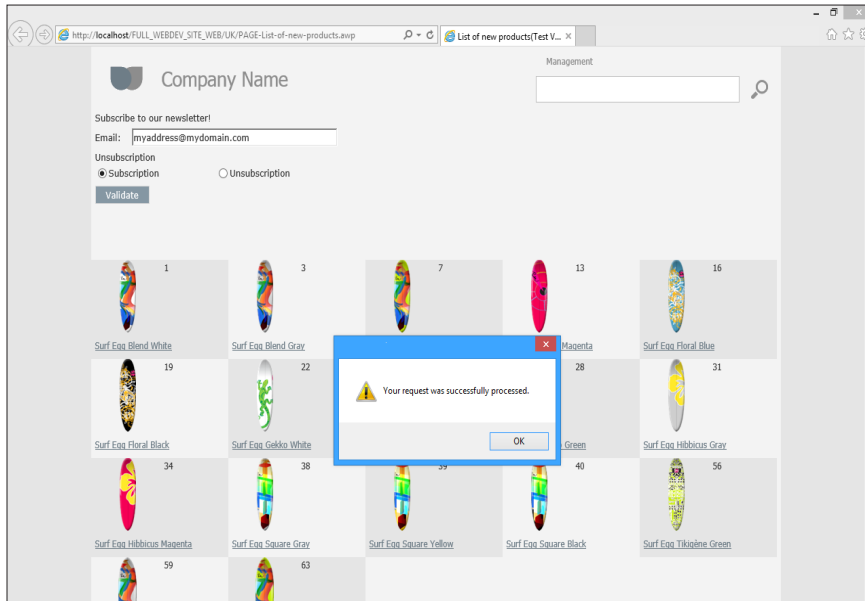 http://localhost/FULL_WEBDEV_SITE_WEB/UK/PAGE-List-of-new-products.awp
List of new products(Test V...
Company Name
Management
Subscribe to our newsletter!
Email: myaddress@mydomain.com
Unsubscription
Subscription Unsubscription
Validate
1 3 7 13 16
Surf Egg Blend White Surf Egg Blend Gray Magenta Surf Egg Floral Blue
19 22 28 31
Surf Egg Floral Black Surf Egg Gekko White Green Surf Egg Hibbicus Gray
Your request was successfully processed.
OK
34 38 39 40 56
Surf Egg Hibbicus Magenta Surf Egg Square Gray Surf Egg Square Yellow Surf Egg Square Black Surf Egg Tikigène Green
59 63